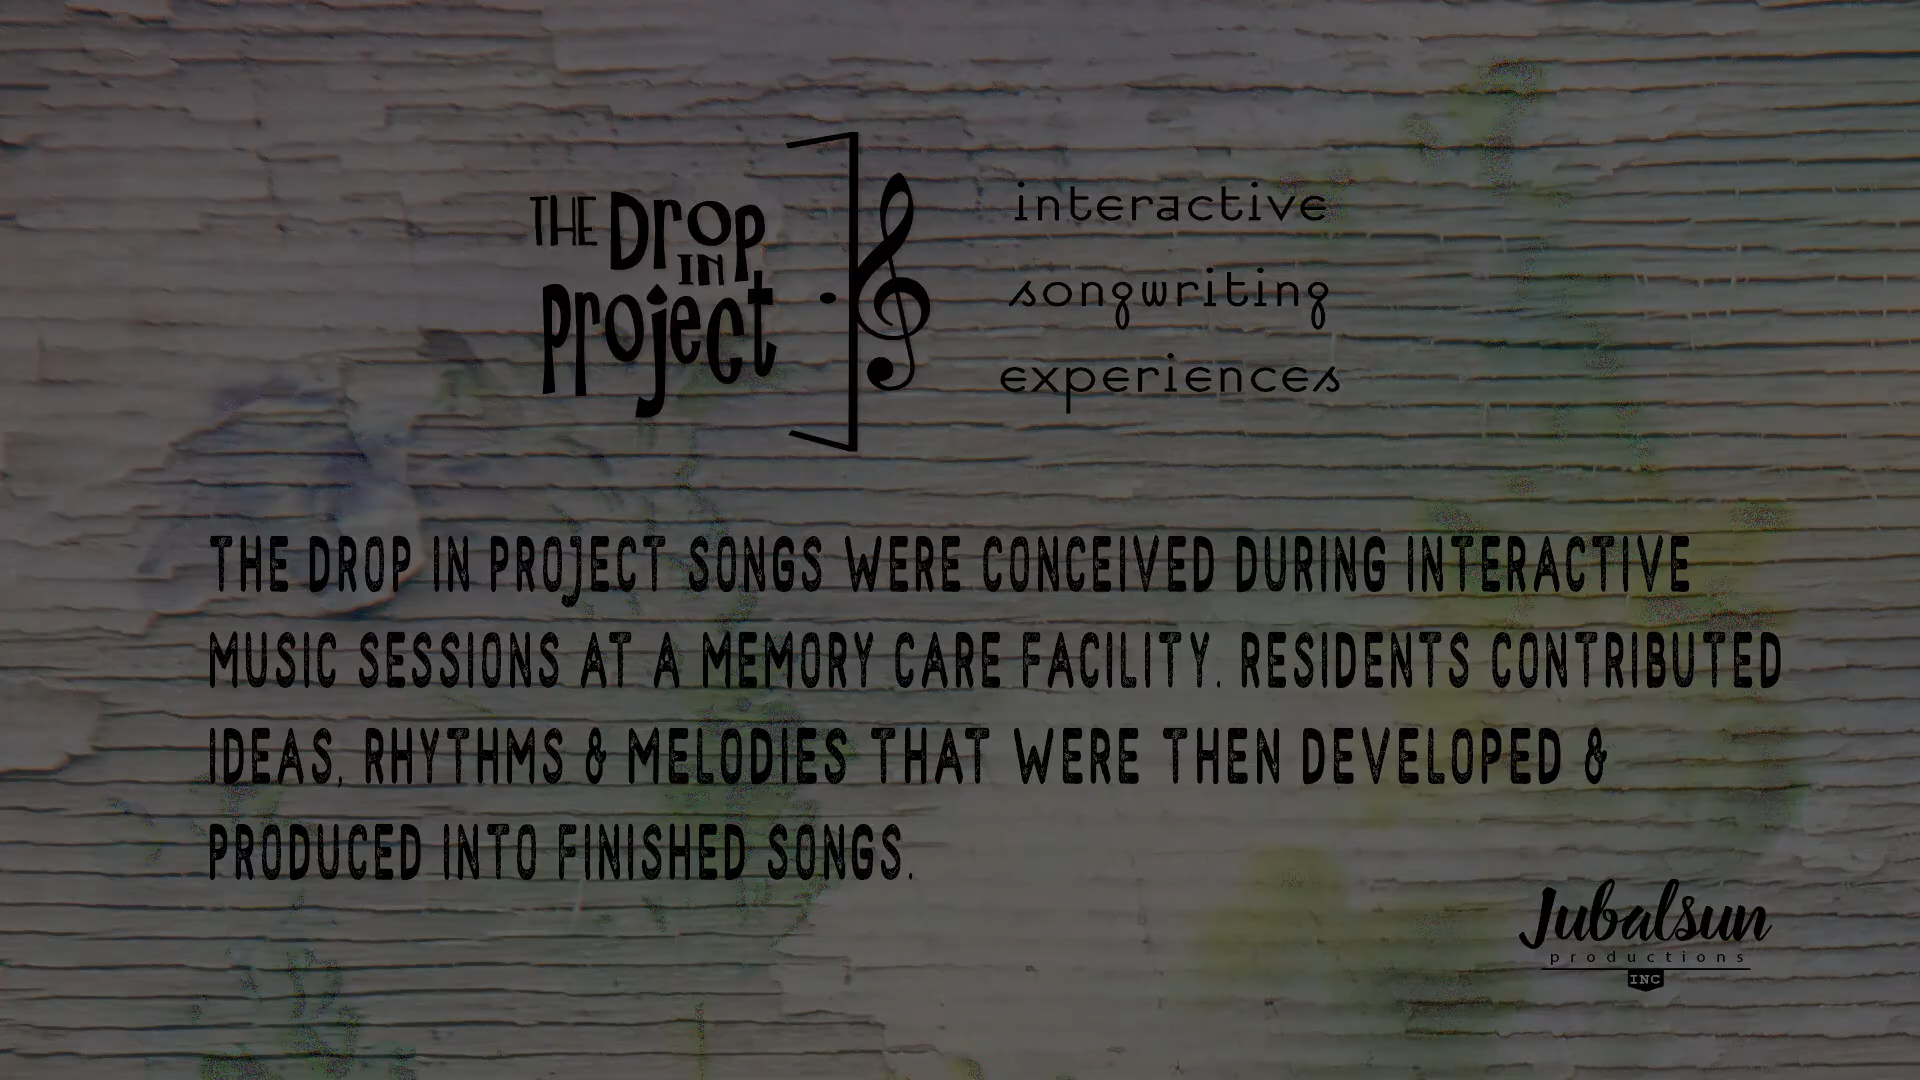 THE Drop
IN
Project
interactive
songwriting
experiences
THE DROP IN PROJECT SONGS WERE CONCEIVED DURING INTERACTIVE
MUSIC SESSIONS AT A MEMORY CARE FACILITY. RESIDENTS CONTRIBUTED
IDEAS, RHYTHMS & MELODIES THAT WERE THEN DEVELOPED &
PRODUCED INTO FINISHED SONGS.
Jubalsun
productions
INC